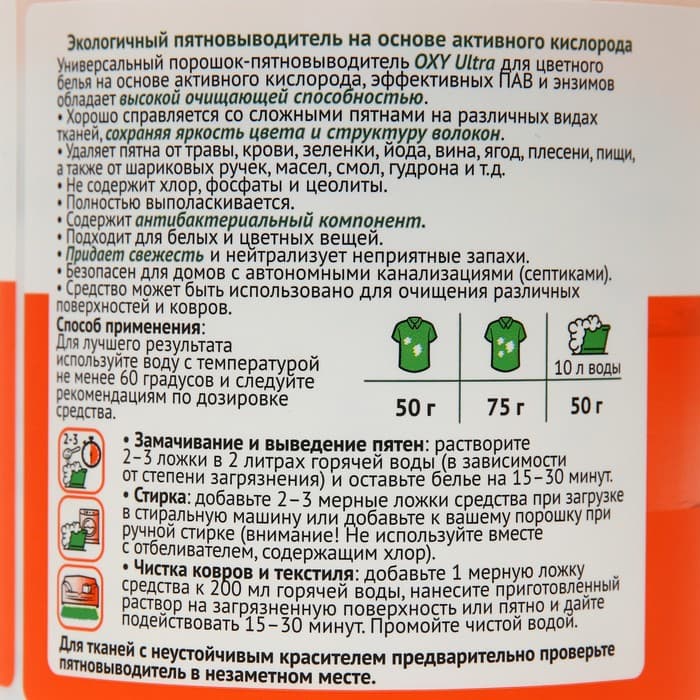 Экологичный пятновыводитель на основе активного кислорода
Универсальный порошок-пятновыводитель OXY Ultra для цветного
белья на основе активного кислорода, эффективных ПАВ и энзимов
обладает высокой очищающей способностью.
• Хорошо справляется со сложными пятнами на различных видах
тканей, сохраняя яркость цвета и структуру волокон.
• Удаляет пятна от травы, крови, зеленки, йода, вина, ягод, плесени, пищи,
а также от шариковых ручек, масел, смол, гудрона и т.д.
• Не содержит хлор, фосфаты и цеолиты.
• Полностью выполаскивается.
• Содержит антибактериальный компонент.
• Подходит для белых и цветных вещей.
• Придает свежесть и нейтрализует неприятные запахи.
• Безопасен для домов с автономными канализациями (септиками).
• Средство может быть использовано для очищения различных
поверхностей и ковров.
Способ применения:
Для лучшего результата
используйте воду с температурой
не менее 60 градусов и следуйте
рекомендациям по дозировке
средства.
10 л воды
50 г 75 г 50 г
2-3
• Замачивание и выведение пятен: растворите
2–3 ложки в 2 литрах горячей воды (в зависимости
от степени загрязнения) и оставьте белье на 15–30 минут.
• Стирка: добавьте 2–3 мерные ложки средства при загрузке
в стиральную машину или добавьте к вашему порошку при
ручной стирке (внимание! Не используйте вместе
с отбеливателем, содержащим хлор).
• Чистка ковров и текстиля: добавьте 1 мерную ложку
средства к 200 мл горячей воды, нанесите приготовленный
раствор на загрязненную поверхность или пятно и дайте
подействовать 15–30 минут. Промойте чистой водой.
Для тканей с неустойчивым красителем предварительно проверьте
пятновыводитель в незаметном месте.